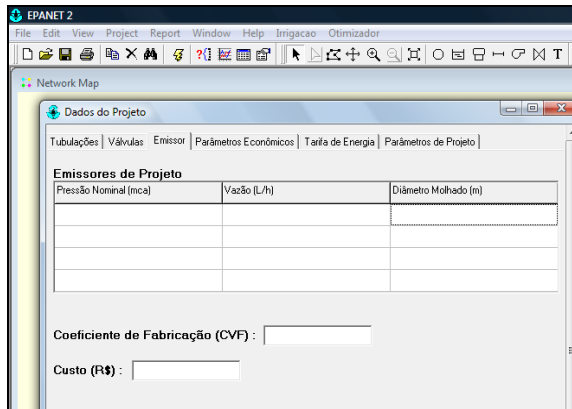 EPANET 2
File Edit View Project Report Window Help Irrigacao Otimizador
T
Network Map
Dados do Projeto
Tubulações Válvulas Emissor Parâmetros Econômicos Tarifa de Energia Parâmetros de Projeto
Emissores de Projeto
Pressão Nominal (mca) Vazão (L/h) Diâmetro Molhado (m)
Coeficiente de Fabricação (CVF) :
Custo (R$) :